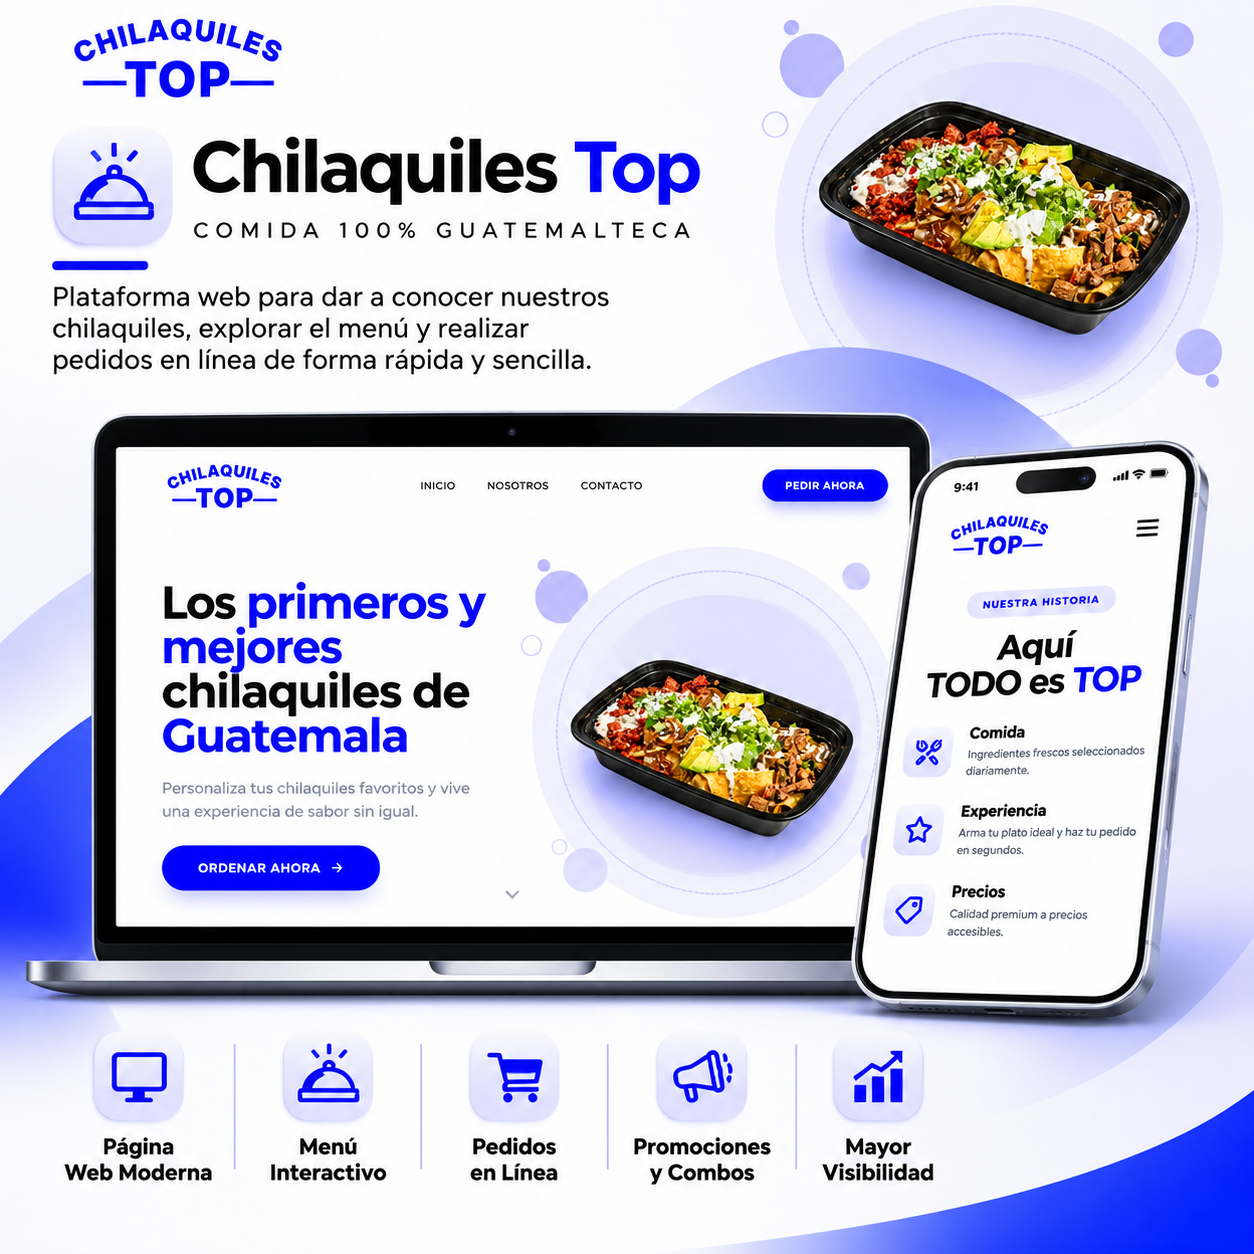 CHILAQUILES
TOP
Chilaquiles Top
COMIDA 100% GUATEMALTECA
Plataforma web para dar a conocer nuestros
chilaquiles, explorar el menú y realizar
pedidos en línea de forma rápida y sencilla.
CHILAQUILES
TOP
INICIO
NOSOTROS
CONTACTO
PEDIR AHORA
Los primeros y
mejores
chilaquiles de
Guatemala
Personaliza tus chilaquiles favoritos y vive
una experiencia de sabor sin igual.
ORDENAR AHORA →
9:41
CHILAQUILES
TOP
NUESTRA HISTORIA
Aquí
TODO es TOP
Comida
Ingredientes frescos seleccionados
diariamente.
Experiencia
Arma tu plato ideal y haz tu pedido
en segundos.
Precios
Calidad premium a precios
accesibles.
Página
Web Moderna
Menú
Interactivo
Pedidos
en Línea
Promociones
y Combos
Mayor
Visibilidad